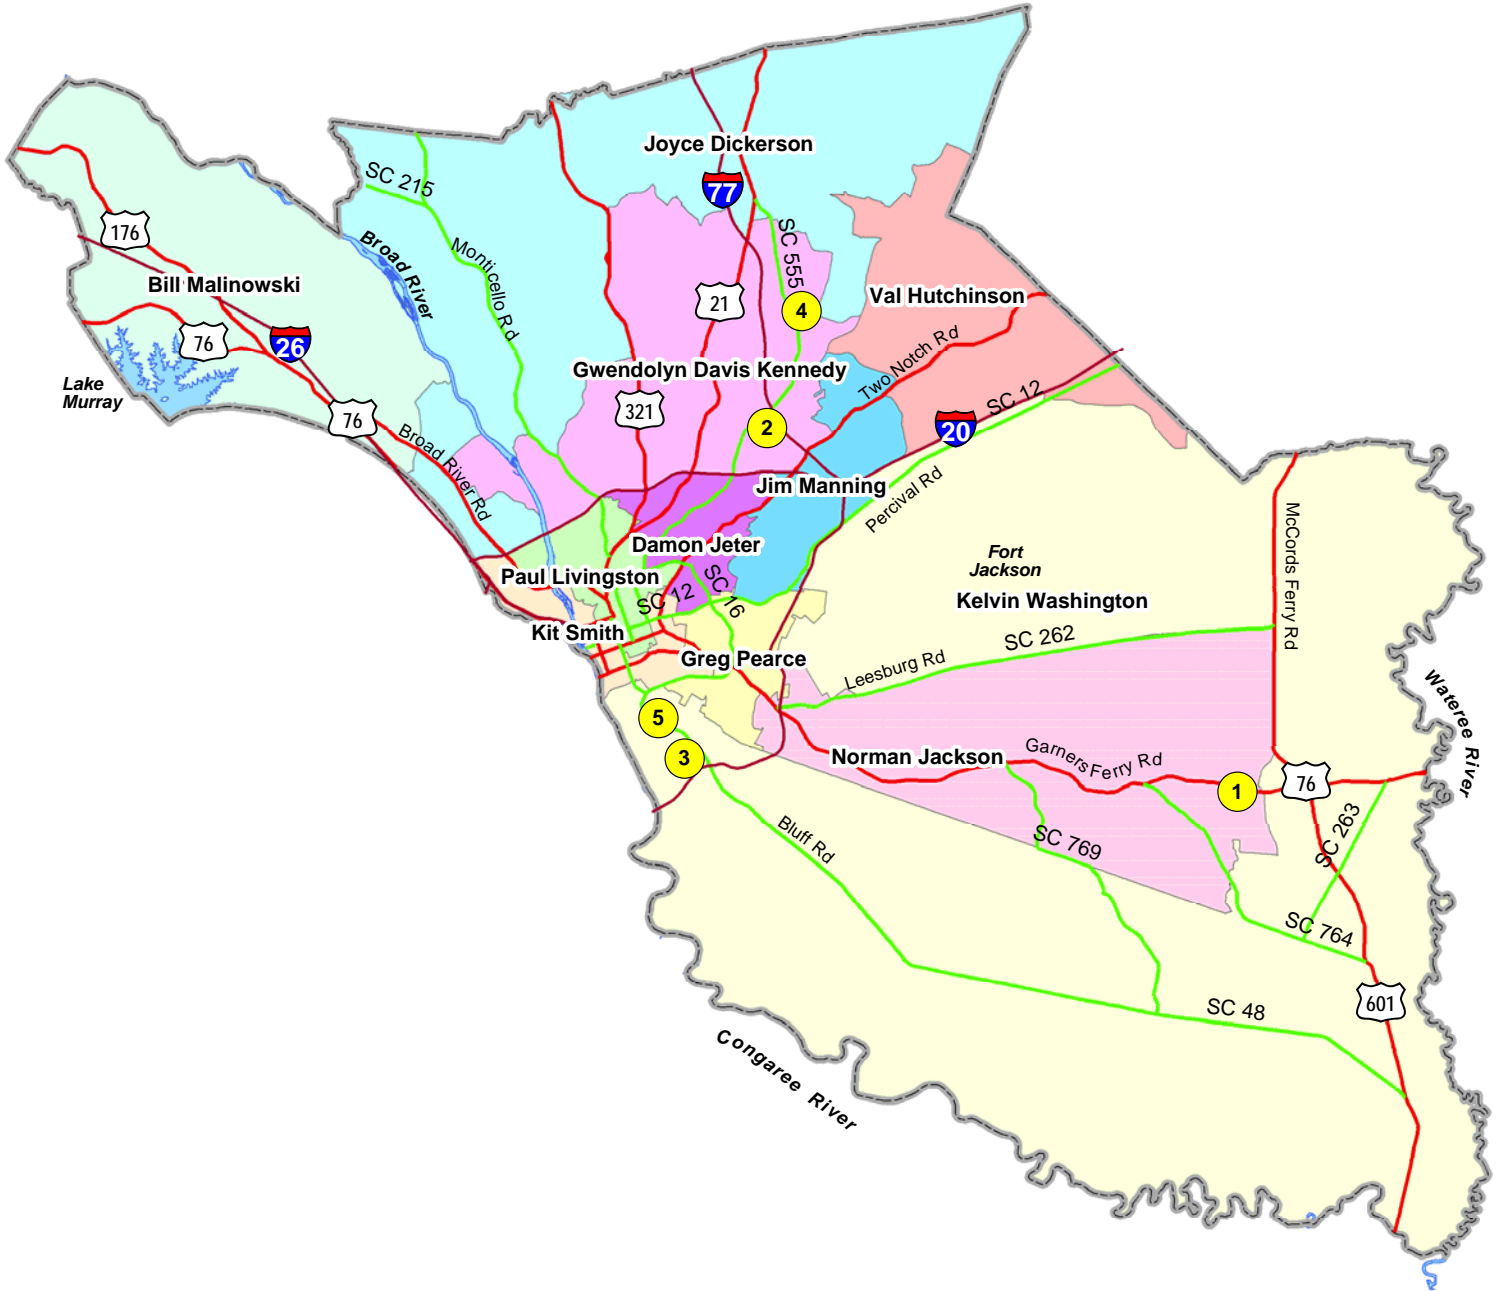 Joyce Dickerson
SC 215
77
176
Broad River
Monticello Rd
SC 555
Bill Malinowski
Val Hutchinson
21
4
76
26
Two Notch Rd
Lake
Murray
Gwendolyn Davis Kennedy
321
76
SC 12
20
2
Broad River Rd
Jim Manning
Percival Rd
McCords Ferry Rd
Damon Jeter
Fort
Jackson
Paul Livingston
SC 16
SC 12
Kelvin Washington
Kit Smith
SC 262
Greg Pearce
Leesburg Rd
Wateree River
5
3
Norman Jackson
Garners Ferry Rd
1
76
Bluff Rd
SC 769
SC 263
SC 764
601
SC 48
Congaree River